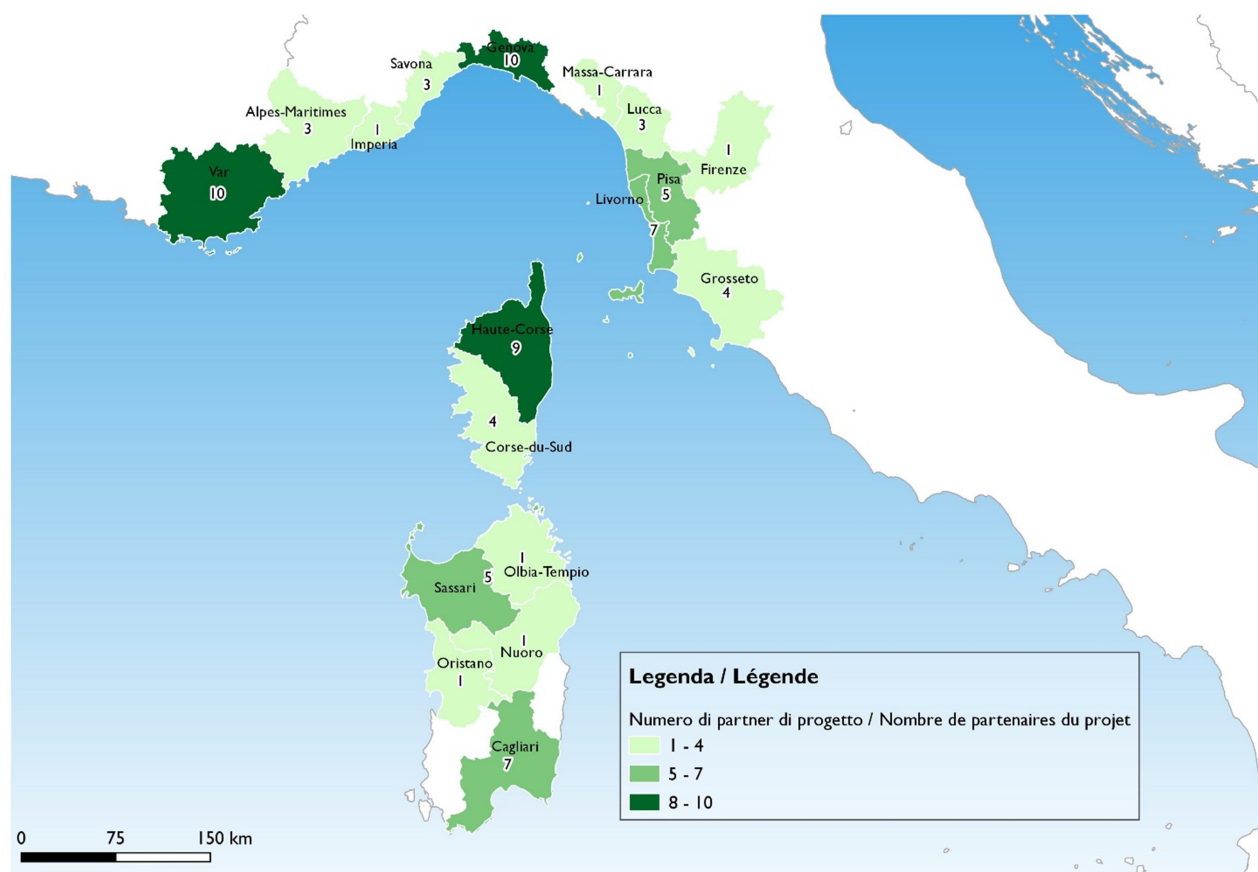 Genova
10
Savona
3
Massa-Carrara
1
Lucca
3
Alpes-Maritimes
3
1
Imperia
1
Firenze
Var
10
Pisa
5
Livorno
7
Grosseto
4
Haute-Corse
9
4
Corse-du-Sud
1
Olbia-Tempio
5
Sassari
1
Nuoro
Oristano
1
Cagliari
7
Legenda / Légende
Numero di partner di progetto / Nombre de partenaires du projet
1 - 4
5 - 7
8 - 10
0 75 150 km